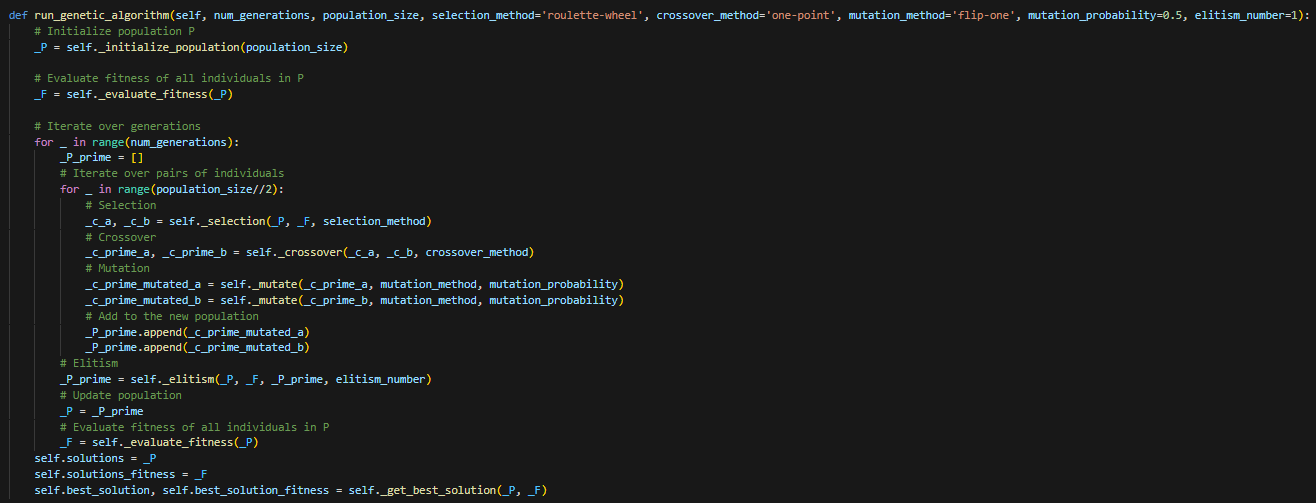 def run_genetic_algorithm(self, num_generations, population_size, selection_method='roulette-wheel', crossover_method='one-point', mutation_method='flip-one', mutation_probability=0.5, elitism_number=1):
    # Initialize population P
    _P = self._initialize_population(population_size)

    # Evaluate fitness of all individuals in P
    _F = self._evaluate_fitness(_P)

    # Iterate over generations
    for _ in range(num_generations):
        _P_prime = []
        # Iterate over pairs of individuals
        for _ in range(population_size//2):
            # Selection
            _c_a, _c_b = self._selection(_P, _F, selection_method)
            # Crossover
            _c_prime_a, _c_prime_b = self._crossover(_c_a, _c_b, crossover_method)
            # Mutation
            _c_prime_mutated_a = self._mutate(_c_prime_a, mutation_method, mutation_probability)
            _c_prime_mutated_b = self._mutate(_c_prime_b, mutation_method, mutation_probability)
            # Add to the new population
            _P_prime.append(_c_prime_mutated_a)
            _P_prime.append(_c_prime_mutated_b)
        # Elitism
        _P_prime = self._elitism(_P, _F, _P_prime, elitism_number)
        # Update population
        _P = _P_prime
        # Evaluate fitness of all individuals in P
        _F = self._evaluate_fitness(_P)
    self.solutions = _P
    self.solutions_fitness = _F
    self.best_solution, self.best_solution_fitness = self._get_best_solution(_P, _F)